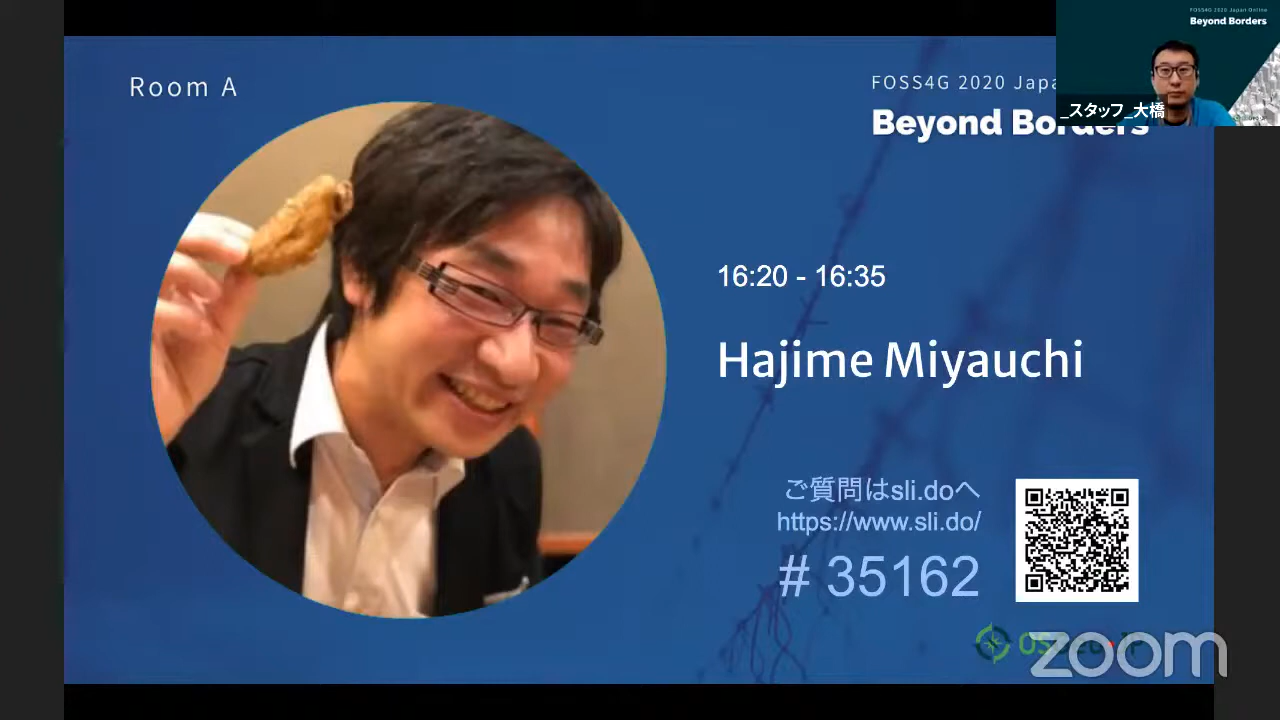 Room A
FOSS4G 2020 Japa
Beyond Borders
FOSS4G 2020 Japan Online
Beyond Borders
_スタッフ_大橋
16:20 - 16:35
Hajime Miyauchi
ご質問はsli.doへ
https://www.sli.do/
# 35162
zoom